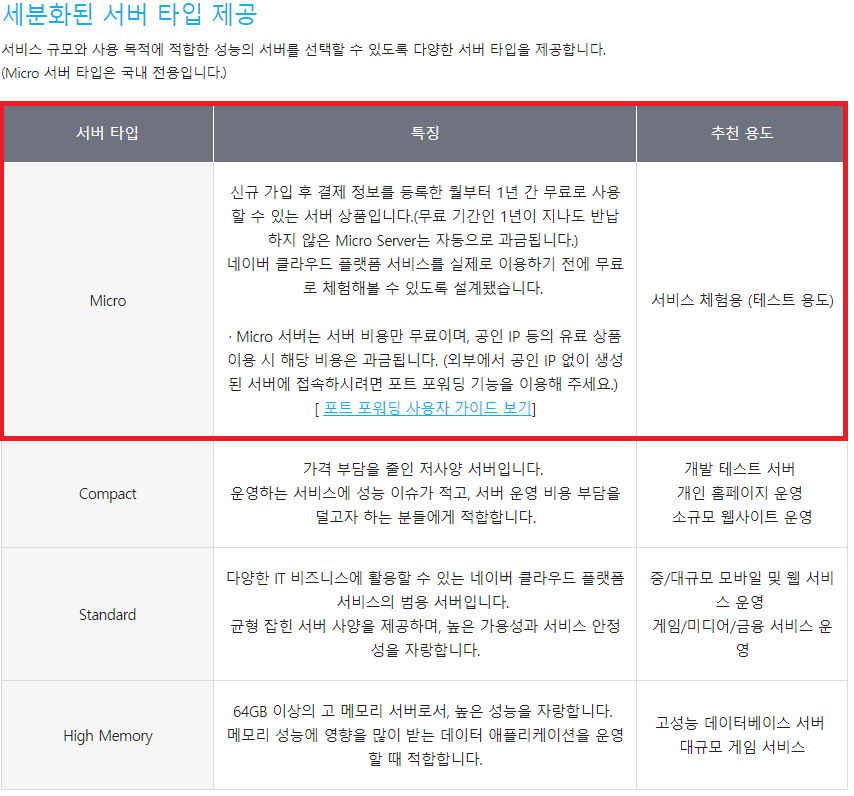 세분화된 서버 타입 제공
서비스 규모와 사용 목적에 적합한 성능의 서버를 선택할 수 있도록 다양한 서버 타입을 제공합니다.
(Micro 서버 타입은 국내 전용입니다.)
서버 타입
특징
추천 용도
Micro
신규 가입 후 결제 정보를 등록한 월부터 1년 간 무료로 사용
할 수 있는 서버 상품입니다.(무료 기간인 1년이 지나도 반납
하지 않은 Micro Server는 자동으로 과금됩니다.)
네이버 클라우드 플랫폼 서비스를 실제로 이용하기 전에 무료
로 체험해볼 수 있도록 설계됐습니다.
· Micro 서버는 서버 비용만 무료이며, 공인 IP 등의 유료 상품
이용 시 해당 비용은 과금됩니다. (외부에서 공인 IP 없이 생성
된 서버에 접속하시려면 포트 포워딩 기능을 이용해 주세요.)
[ 포트 포워딩 사용자 가이드 보기]
서비스 체험용 (테스트 용도)
Compact
가격 부담을 줄인 저사양 서버입니다.
운영하는 서비스에 성능 이슈가 적고, 서버 운영 비용 부담을
덜고자 하는 분들에게 적합합니다.
개발 테스트 서버
개인 홈페이지 운영
소규모 웹사이트 운영
Standard
다양한 IT 비즈니스에 활용할 수 있는 네이버 클라우드 플랫폼
서비스의 범용 서버입니다.
균형 잡힌 서버 사양을 제공하며, 높은 가용성과 서비스 안정
성을 자랑합니다.
중/대규모 모바일 및 웹 서비
스 운영
게임/미디어/금융 서비스 운
영
High Memory
64GB 이상의 고 메모리 서버로서, 높은 성능을 자랑합니다.
메모리 성능에 영향을 많이 받는 데이터 애플리케이션을 운영
할 때 적합합니다.
고성능 데이터베이스 서버
대규모 게임 서비스